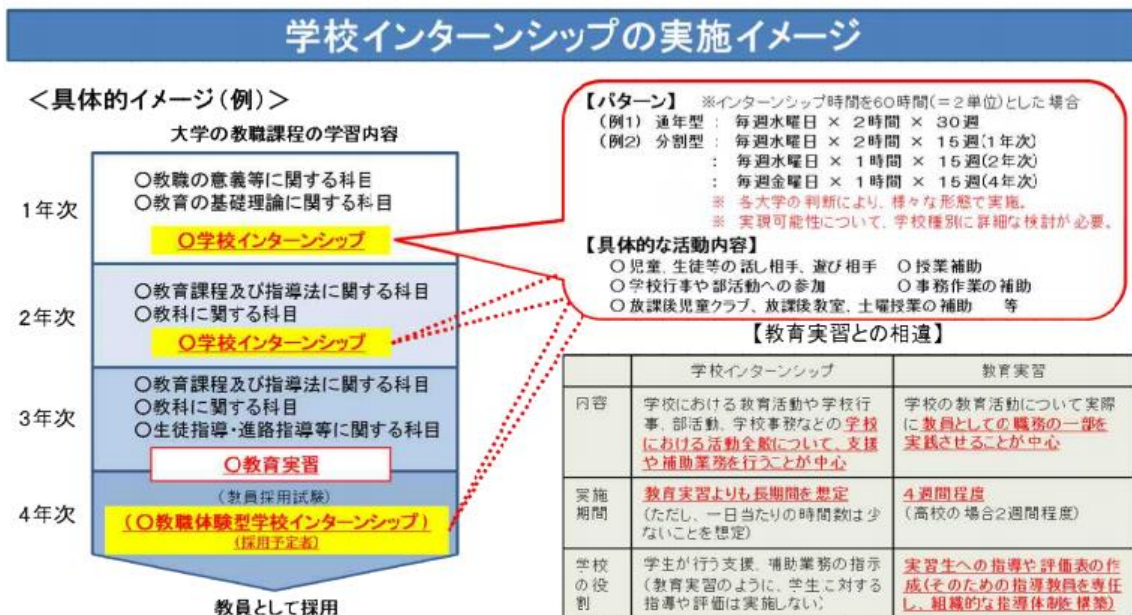 学校インターンシップの実施イメージ
＜具体的イメージ（例）＞
大学の教職課程の学習内容
1年次
○教職の意義等に関する科目
○教育の基礎理論に関する科目
○学校インターンシップ
2年次
○教育課程及び指導法に関する科目
○教科に関する科目
○学校インターンシップ
3年次
○教育課程及び指導法に関する科目
○教科に関する科目
○生徒指導・進路指導等に関する科目
○教育実習
4年次
（教員採用試験）
（○教職体験型学校インターンシップ）
（採用予定者）
教員として採用
【パターン】 ※インターンシップ時間を60時間(＝2単位)とした場合
（例1） 通年型 ： 毎週水曜日 × 2時間 × 30週
（例2） 分割型 ： 毎週水曜日 × 2時間 × 15週(1年次)
： 毎週水曜日 × 1時間 × 15週(2年次)
： 毎週金曜日 × 1時間 × 15週(4年次)
※ 各大学の判断により、様々な形態で実施。
※ 実現可能性について、学校種別に詳細な検討が必要。
【具体的な活動内容】
○児童、生徒等の話し相手、遊び相手 ○授業補助
○学校行事や部活動への参加 ○事務作業の補助
○放課後児童クラブ、放課後教室、土曜授業の補助 等
【教育実習との相違】
学校インターンシップ 教育実習
内容
学校における教育活動や学校行
事、部活動、学校事務などの学校
における活動全般について、支援
や補助業務を行うことが中心
学校の教育活動について実際
に教員としての職務の一部を
実践させることが中心
実施
期間
教育実習よりも長期間を想定
(ただし、一日当たりの時間数は少
ないことを想定)
4週間程度
(高校の場合2週間程度)
学校
の役
割
学生が行う支援、補助業務の指示
(教育実習のように、学生に対する
指導や評価は実施しない)
実習生への指導や評価表の作
成(そのための指導教員を専任
し、組織的な指導体制を構築)